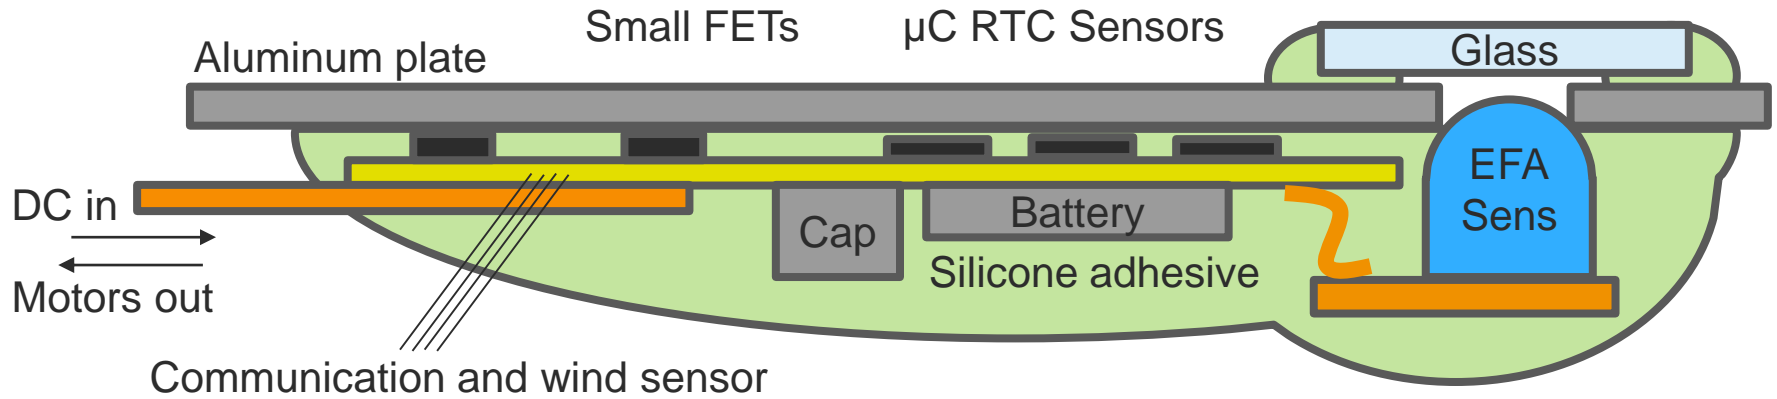 Small FETs
µC RTC Sensors
Aluminum plate
Glass
EFA
Sens
DC in
Battery
Cap
Silicone adhesive
Motors out
Communication and wind sensor